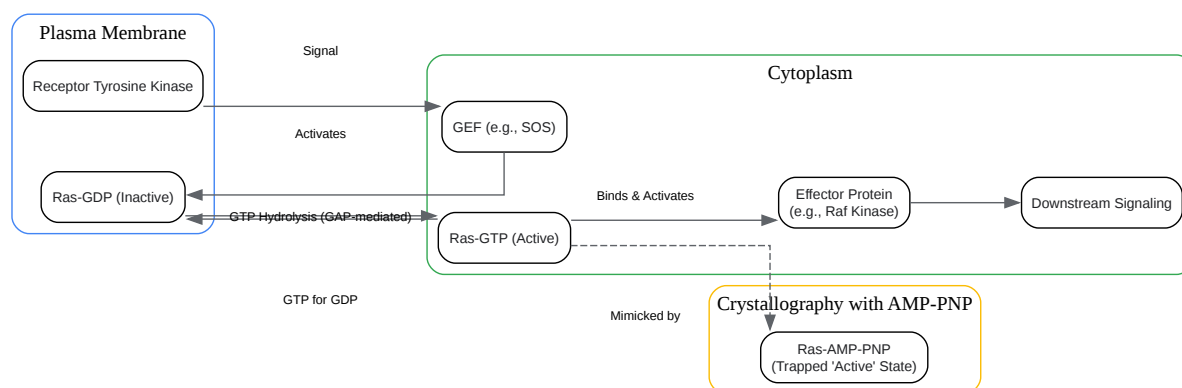 Plasma Membrane
Receptor Tyrosine Kinase
Ras-GDP (Inactive)
Signal
Activates
GTP Hydrolysis (GAP-mediated)
GTP for GDP
Cytoplasm
GEF (e.g., SOS)
Ras-GTP (Active)
Binds & Activates
Effector Protein
(e.g., Raf Kinase)
Downstream Signaling
Mimicked by
Crystallography with AMP-PNP
Ras-AMP-PNP
(Trapped 'Active' State)